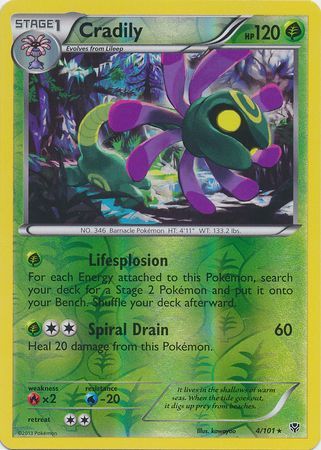 STAGE1
Cradily
HP120
Evolves from Lileep
NO. 346 Barnacle Pokémon HT: 4'11" WT: 133.2 lbs.
Lifesplosion
For each Energy attached to this Pokémon, search
your deck for a Stage 2 Pokémon and put it onto
your Bench. Shuffle your deck afterward.
Spiral Drain 60
Heal 20 damage from this Pokémon.
weakness
×2
resistance
-20
retreat
It lives in the shallows of warm
seas. When the tide goes out,
it digs up prey from beaches.
©2013 Pokémon
Illus. kawayoo
4/101★